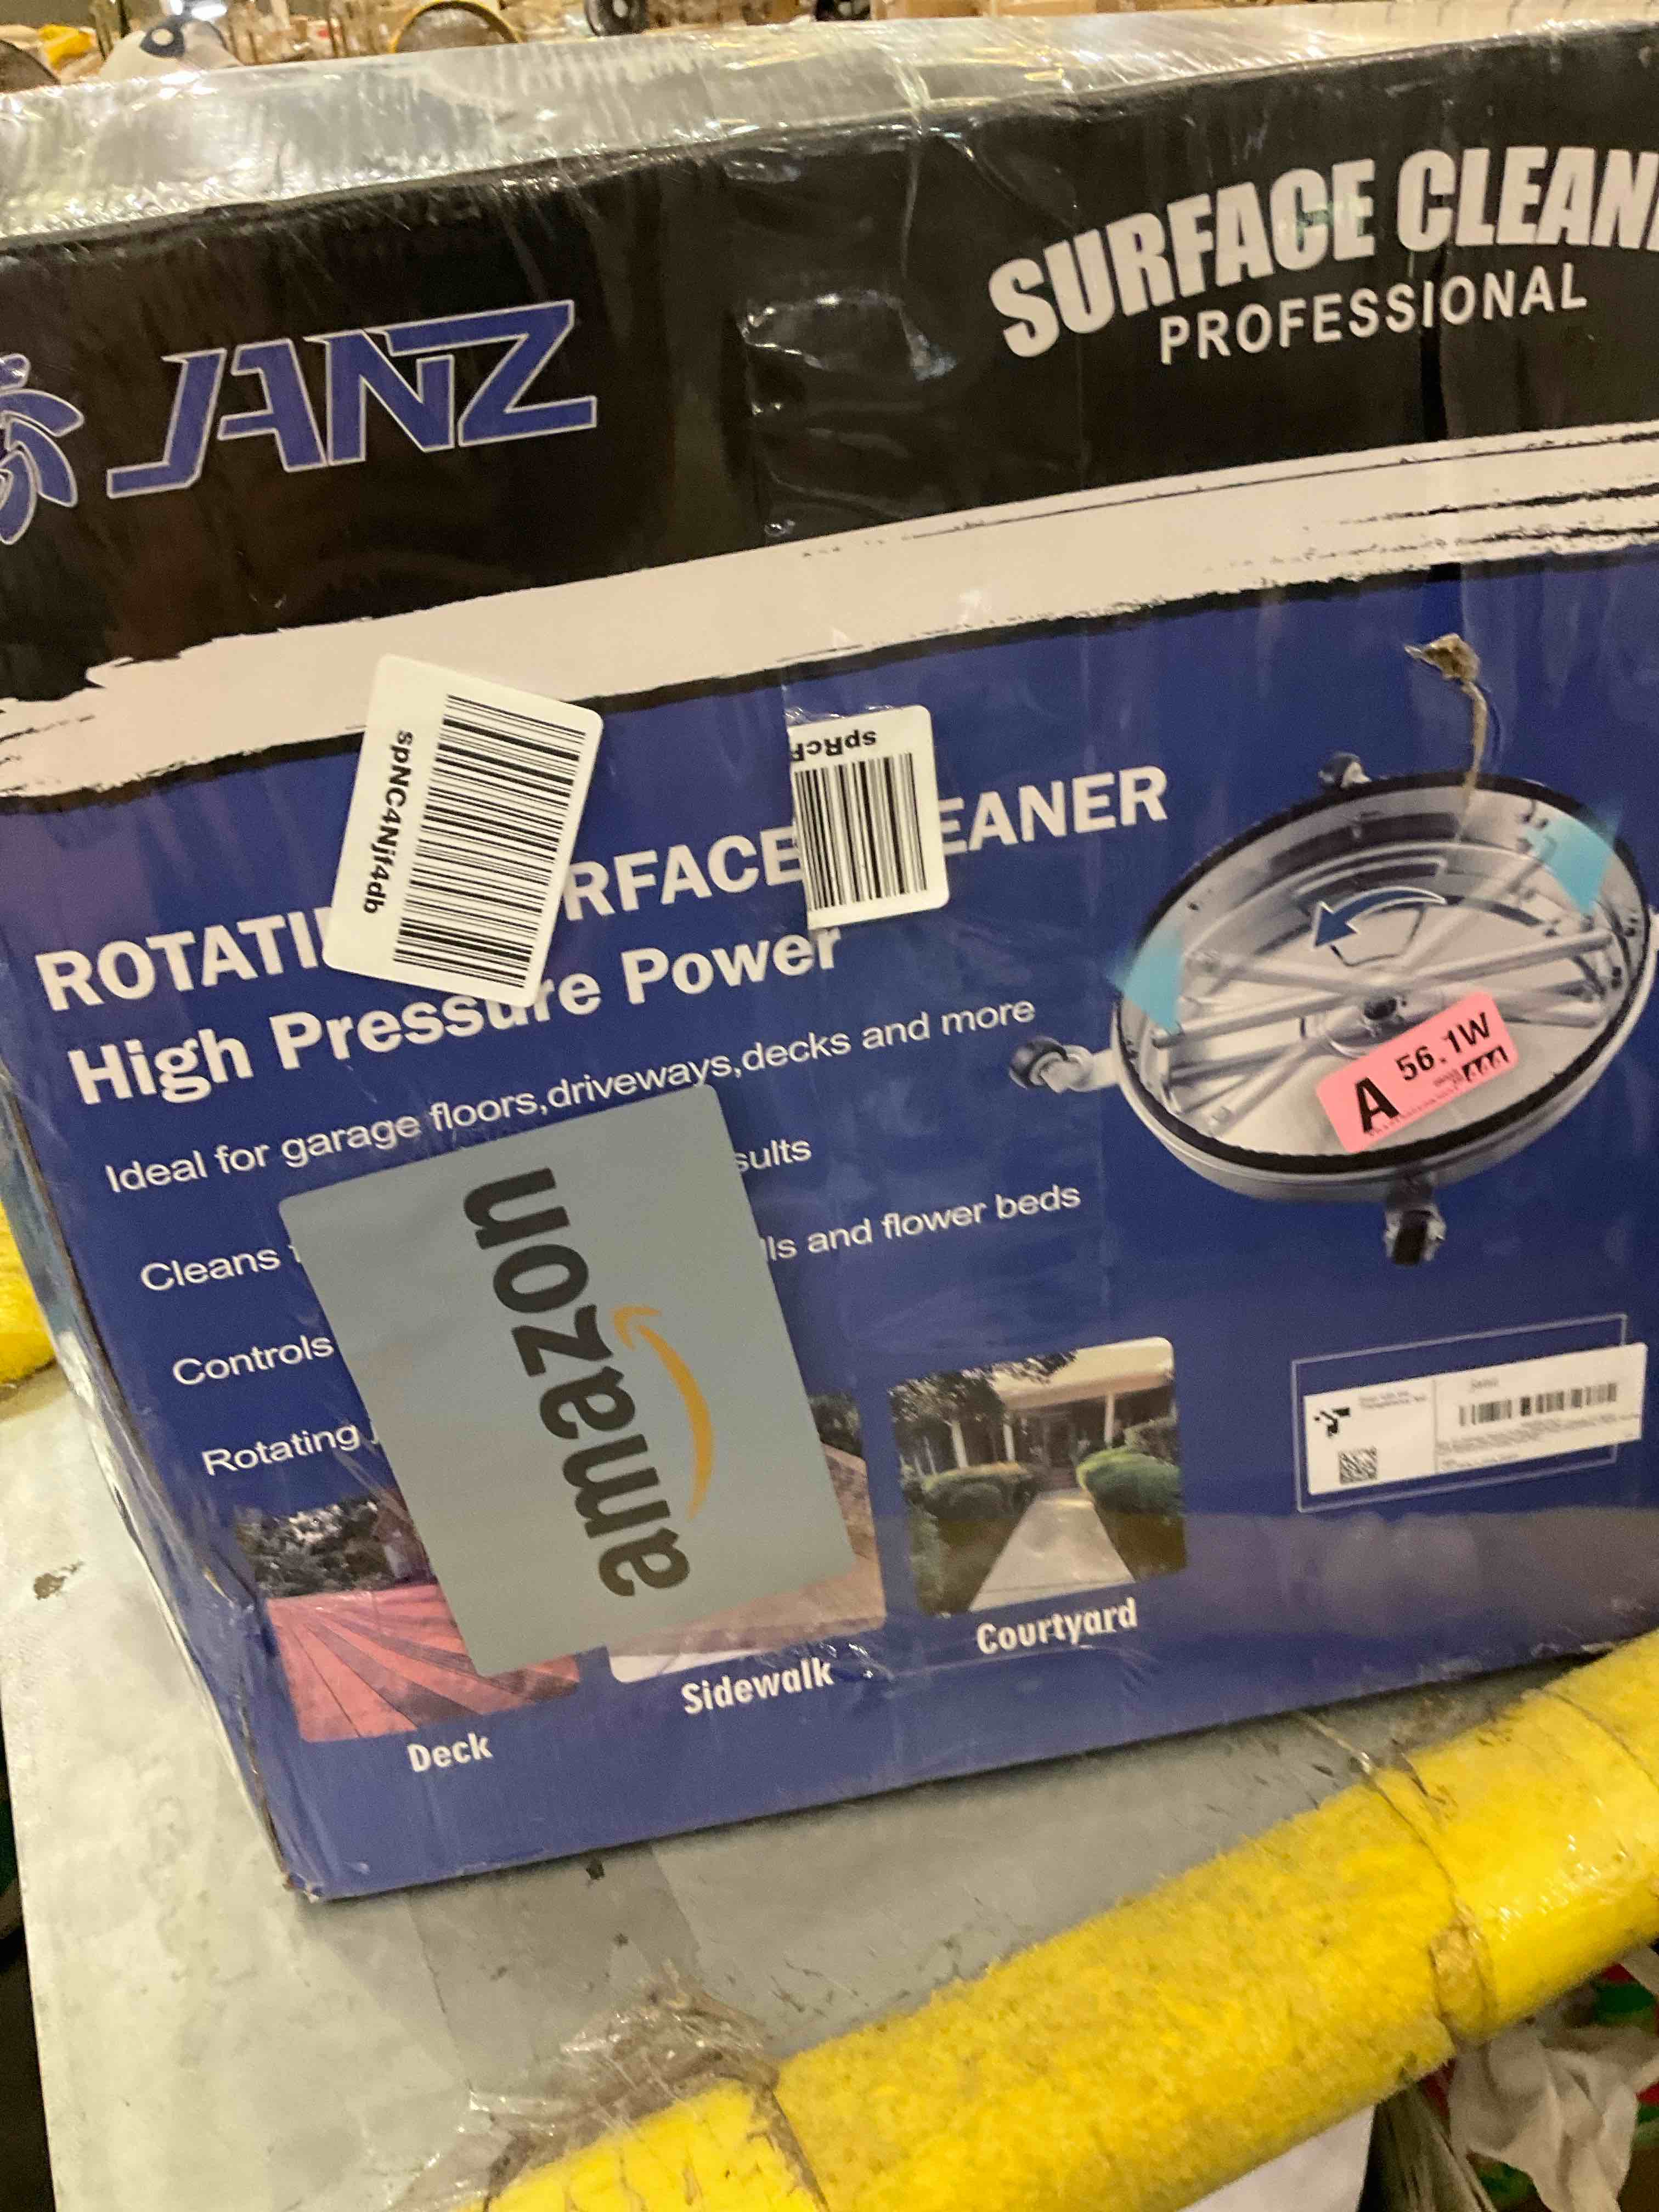 JANZ
SURFACE CLEAN
PROFESSIONAL
spNC4Njf4db
spRcP
ROTATI RFACE EANER
High Pressure Power
Ideal for garage floors,driveways,decks and more
Cleans sults
Controls ls and flower beds
Rotating
amazon
A 56.1W
Deck
Sidewalk
Courtyard